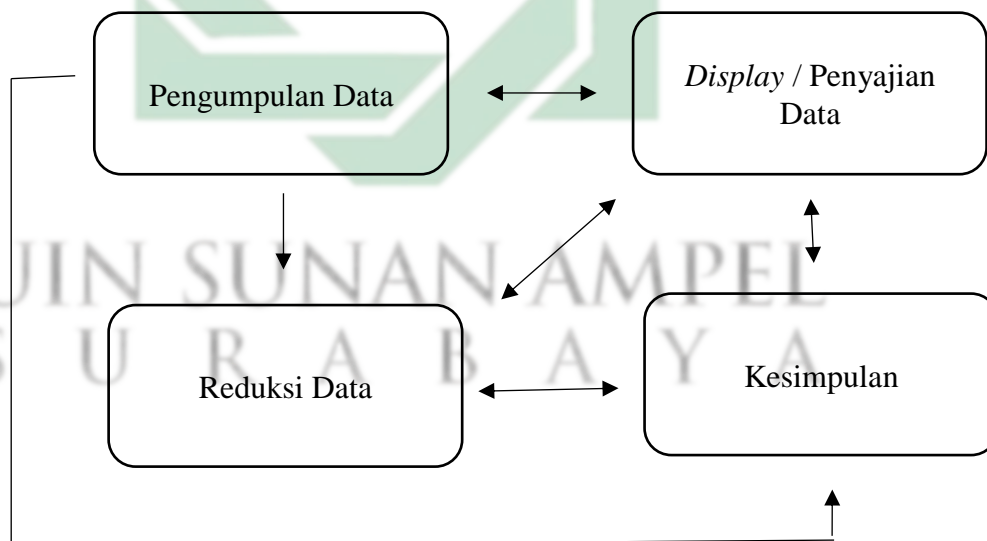 Pengumpulan Data
Display / Penyajian
Data
UIN SUNAN AMPEL
S U R A B A Y A
Reduksi Data
Kesimpulan